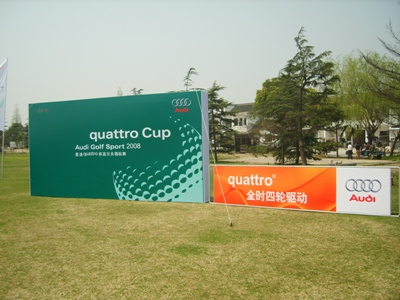 Audi
quattro Cup
Audi Golf Sport 2008
quattro®
全时四轮驱动
Audi